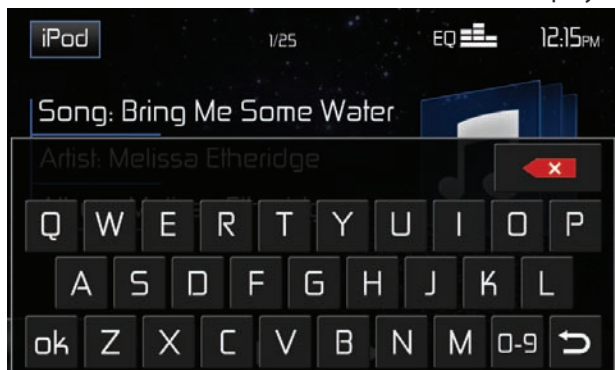 iPod 1/25 EQ 12:15PM
Song: Bring Me Some Water
Artist: Melissa Etheridge
Q W E R T Y U I O P
A S D F G H J K L
ok Z X C V B N M 0-9